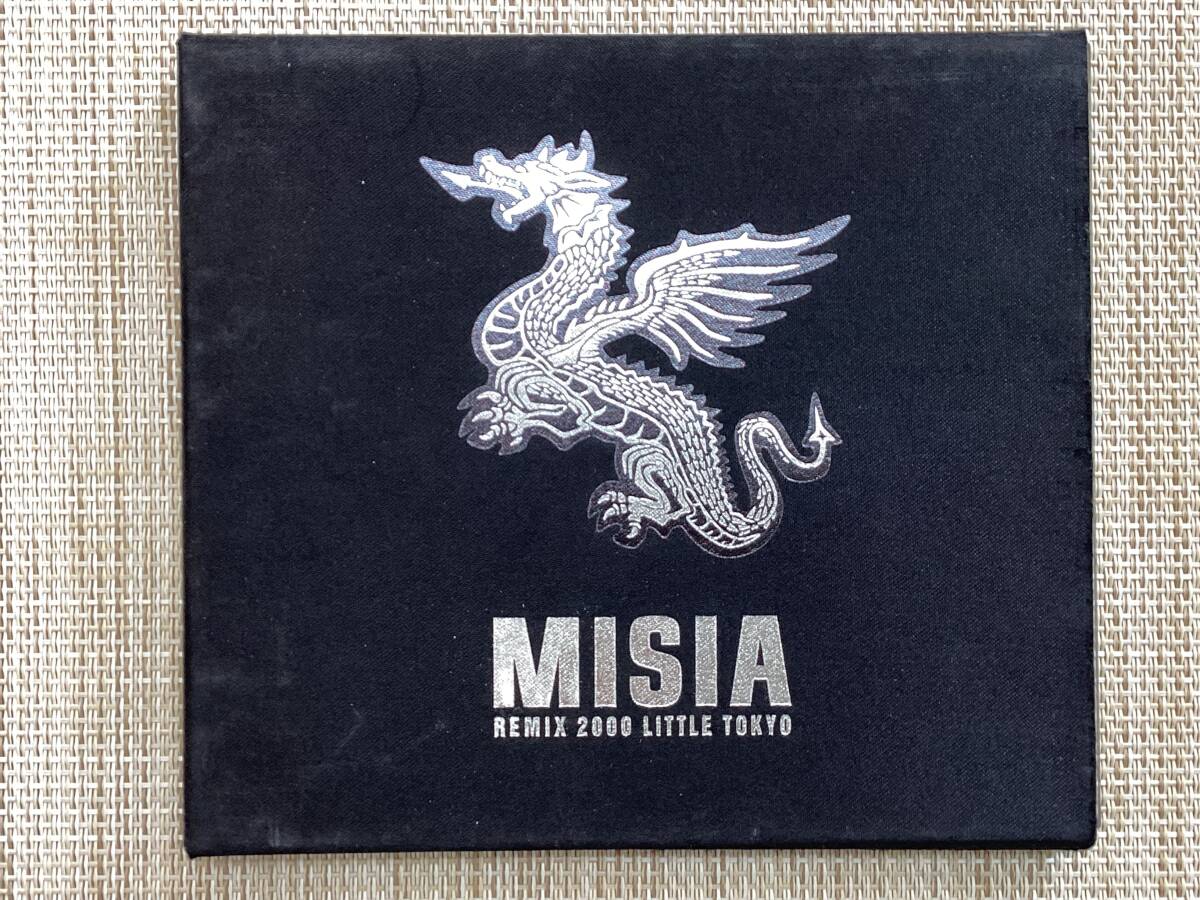 MISIA
REMIX 2000 LITTLE TOKYO